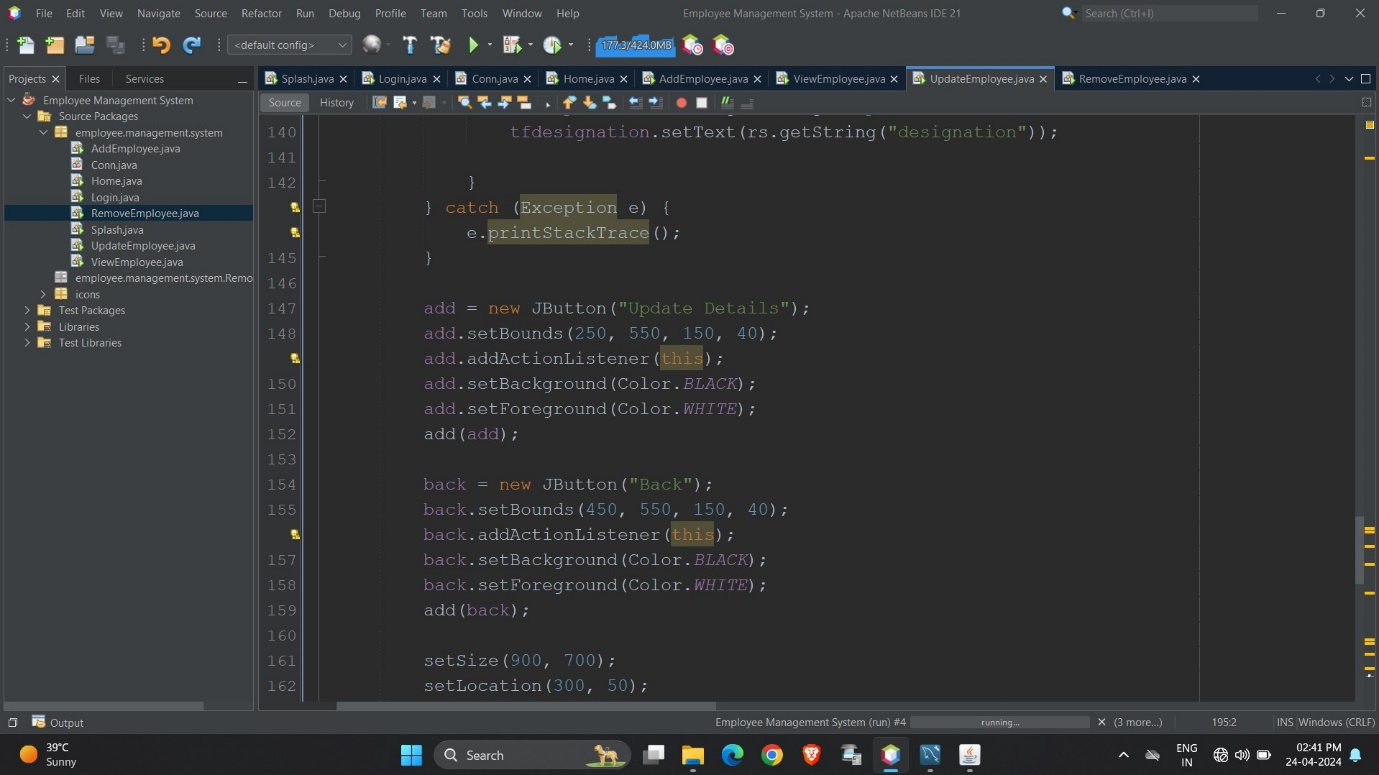 File Edit View Navigate Source Refactor Run Debug Profile Team Tools Window Help Employee Management System - Apache NetBeans IDE 21 Search (Ctrl+I)
<default config> 177.3/424.0MB
Projects Files Services
Splash.java Login.java Conn.java Home.java AddEmployee.java ViewEmployee.java UpdateEmployee.java RemoveEmployee.java
Employee Management System
Source Packages
employee.management.system
AddEmployee.java
Conn.java
Home.java
Login.java
RemoveEmployee.java
Splash.java
UpdateEmployee.java
ViewEmployee.java
employee.management.system.Remo
icons
Test Packages
Libraries
Test Libraries
Source History
140 tfdesignation.setText(rs.getString("designation"));
141
142 }
} catch (Exception e) {
e.printStackTrace();
145 }
146
147 add = new JButton("Update Details");
148 add.setBounds(250, 550, 150, 40);
add.addActionListener(this);
150 add.setBackground(Color.BLACK);
151 add.setForeground(Color.WHITE);
152 add(add);
153
154 back = new JButton("Back");
155 back.setBounds(450, 550, 150, 40);
back.addActionListener(this);
157 back.setBackground(Color.BLACK);
158 back.setForeground(Color.WHITE);
159 add(back);
160
161 setSize(900, 700);
162 setLocation(300, 50);
Output Employee Management System (run) #4 running... (3 more...) 195:2 INS Windows (CRLF)
39°C
Sunny
Search
ENG
IN
02:41 PM
24-04-2024